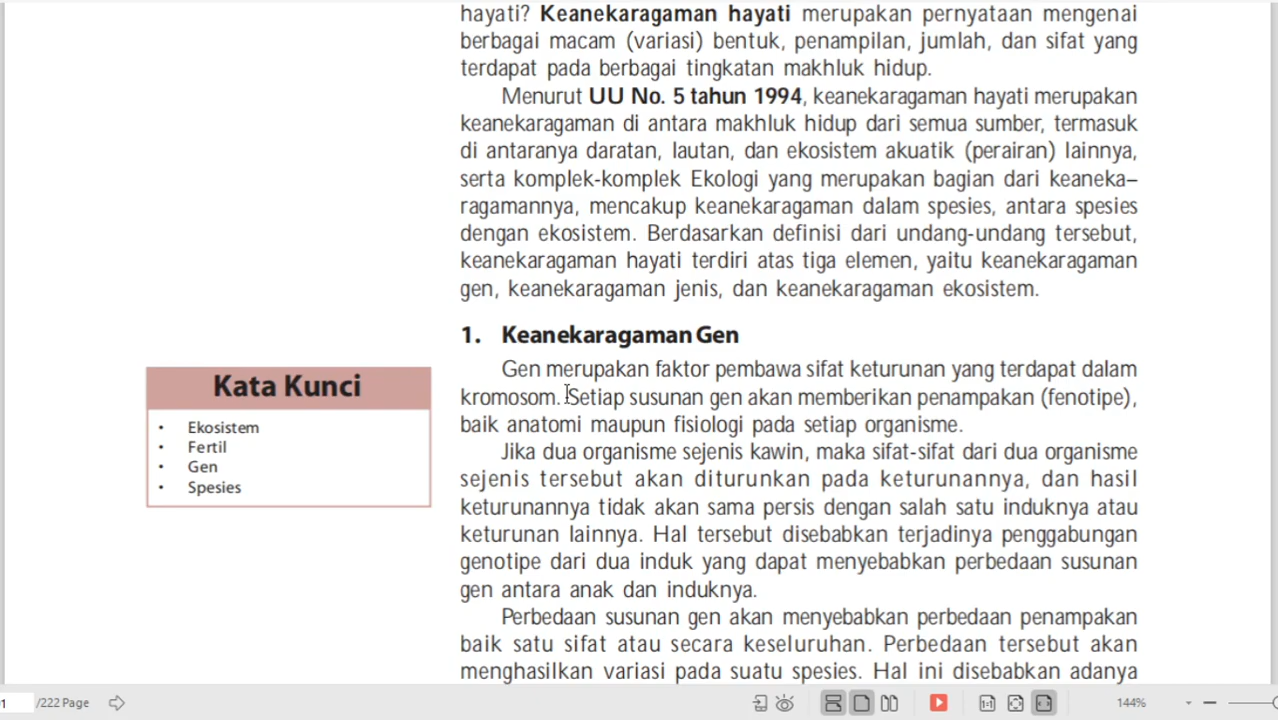 hayati? Keanekaragaman hayati merupakan pernyataan mengenai
berbagai macam (variasi) bentuk, penampilan, jumlah, dan sifat yang
terdapat pada berbagai tingkatan makhluk hidup.
Menurut UU No. 5 tahun 1994, keanekaragaman hayati merupakan
keanekaragaman di antara makhluk hidup dari semua sumber, termasuk
di antaranya daratan, lautan, dan ekosistem akuatik (perairan) lainnya,
serta komplek-komplek Ekologi yang merupakan bagian dari keaneka–
ragamannya, mencakup keanekaragaman dalam spesies, antara spesies
dengan ekosistem. Berdasarkan definisi dari undang-undang tersebut,
keanekaragaman hayati terdiri atas tiga elemen, yaitu keanekaragaman
gen, keanekaragaman jenis, dan keanekaragaman ekosistem.
1. Keanekaragaman Gen
Gen merupakan faktor pembawa sifat keturunan yang terdapat dalam
kromosom. Setiap susunan gen akan memberikan penampakan (fenotipe),
baik anatomi maupun fisiologi pada setiap organisme.
Jika dua organisme sejenis kawin, maka sifat-sifat dari dua organisme
sejenis tersebut akan diturunkan pada keturunannya, dan hasil
keturunannya tidak akan sama persis dengan salah satu induknya atau
keturunan lainnya. Hal tersebut disebabkan terjadinya penggabungan
genotipe dari dua induk yang dapat menyebabkan perbedaan susunan
gen antara anak dan induknya.
Perbedaan susunan gen akan menyebabkan perbedaan penampakan
baik satu sifat atau secara keseluruhan. Perbedaan tersebut akan
menghasilkan variasi pada suatu spesies. Hal ini disebabkan adanya
Kata Kunci
• Ekosistem
• Fertil
• Gen
• Spesies
/222 Page
1:1
144%